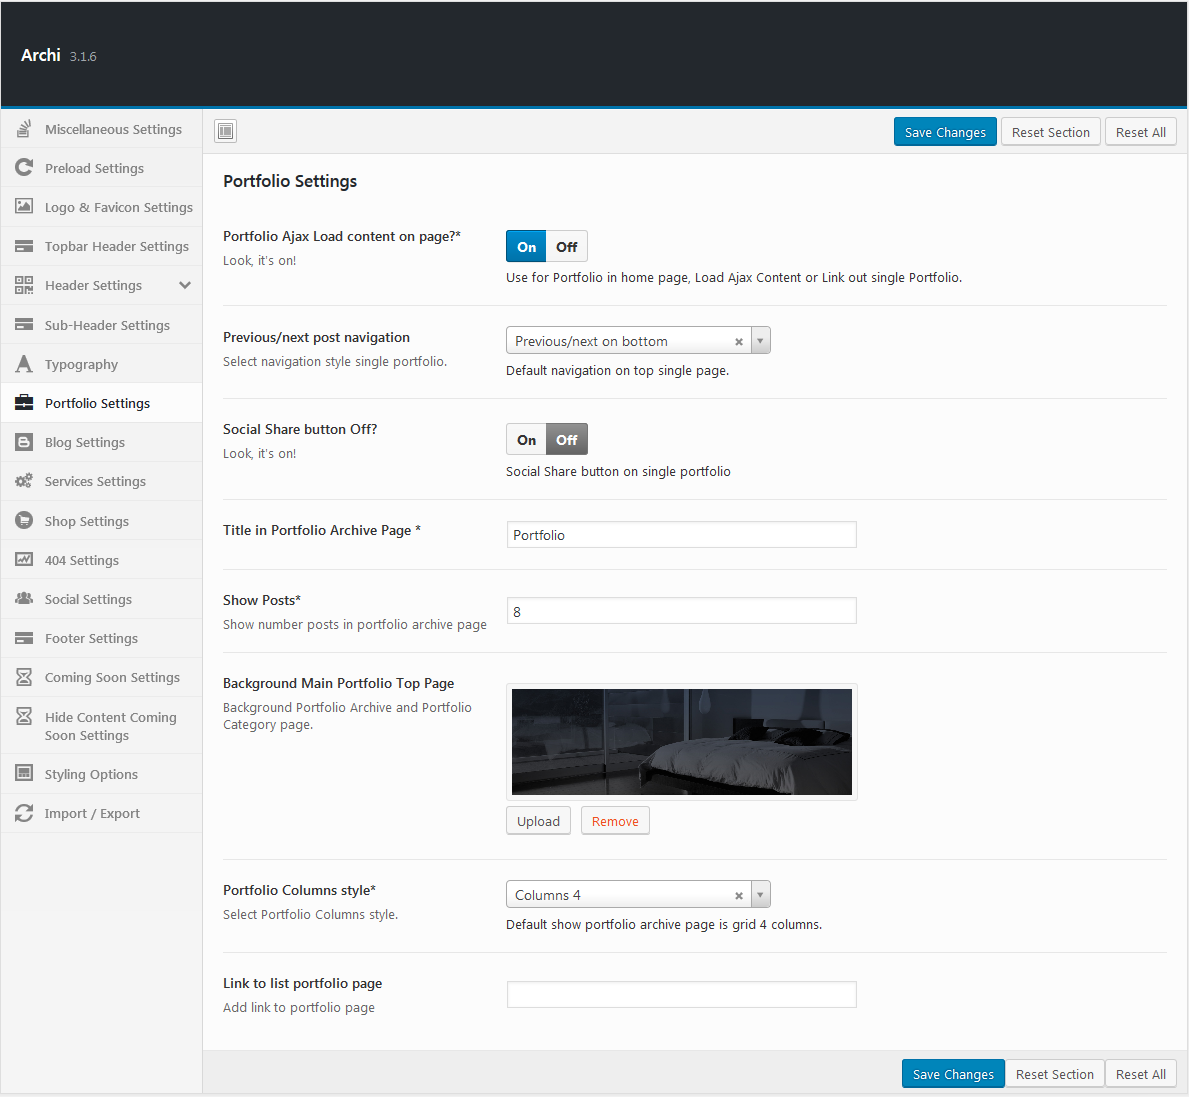 Archi 3.1.6
Miscellaneous Settings
Preload Settings
Logo & Favicon Settings
Topbar Header Settings
Header Settings
Sub-Header Settings
Typography
Portfolio Settings
Blog Settings
Services Settings
Shop Settings
404 Settings
Social Settings
Footer Settings
Coming Soon Settings
Hide Content Coming
Soon Settings
Styling Options
Import / Export
Save Changes Reset Section Reset All
Portfolio Settings
Portfolio Ajax Load content on page?*
Look, it's on!
On Off
Use for Portfolio in home page, Load Ajax Content or Link out single Portfolio.
Previous/next post navigation
Select navigation style single portfolio.
Previous/next on bottom
Default navigation on top single page.
Social Share button Off?
Look, it's on!
On Off
Social Share button on single portfolio
Title in Portfolio Archive Page *
Portfolio
Show Posts*
Show number posts in portfolio archive page
8
Background Main Portfolio Top Page
Background Portfolio Archive and Portfolio
Category page.
Upload Remove
Portfolio Columns style*
Select Portfolio Columns style.
Columns 4
Default show portfolio archive page is grid 4 columns.
Link to list portfolio page
Add link to portfolio page
Save Changes Reset Section Reset All